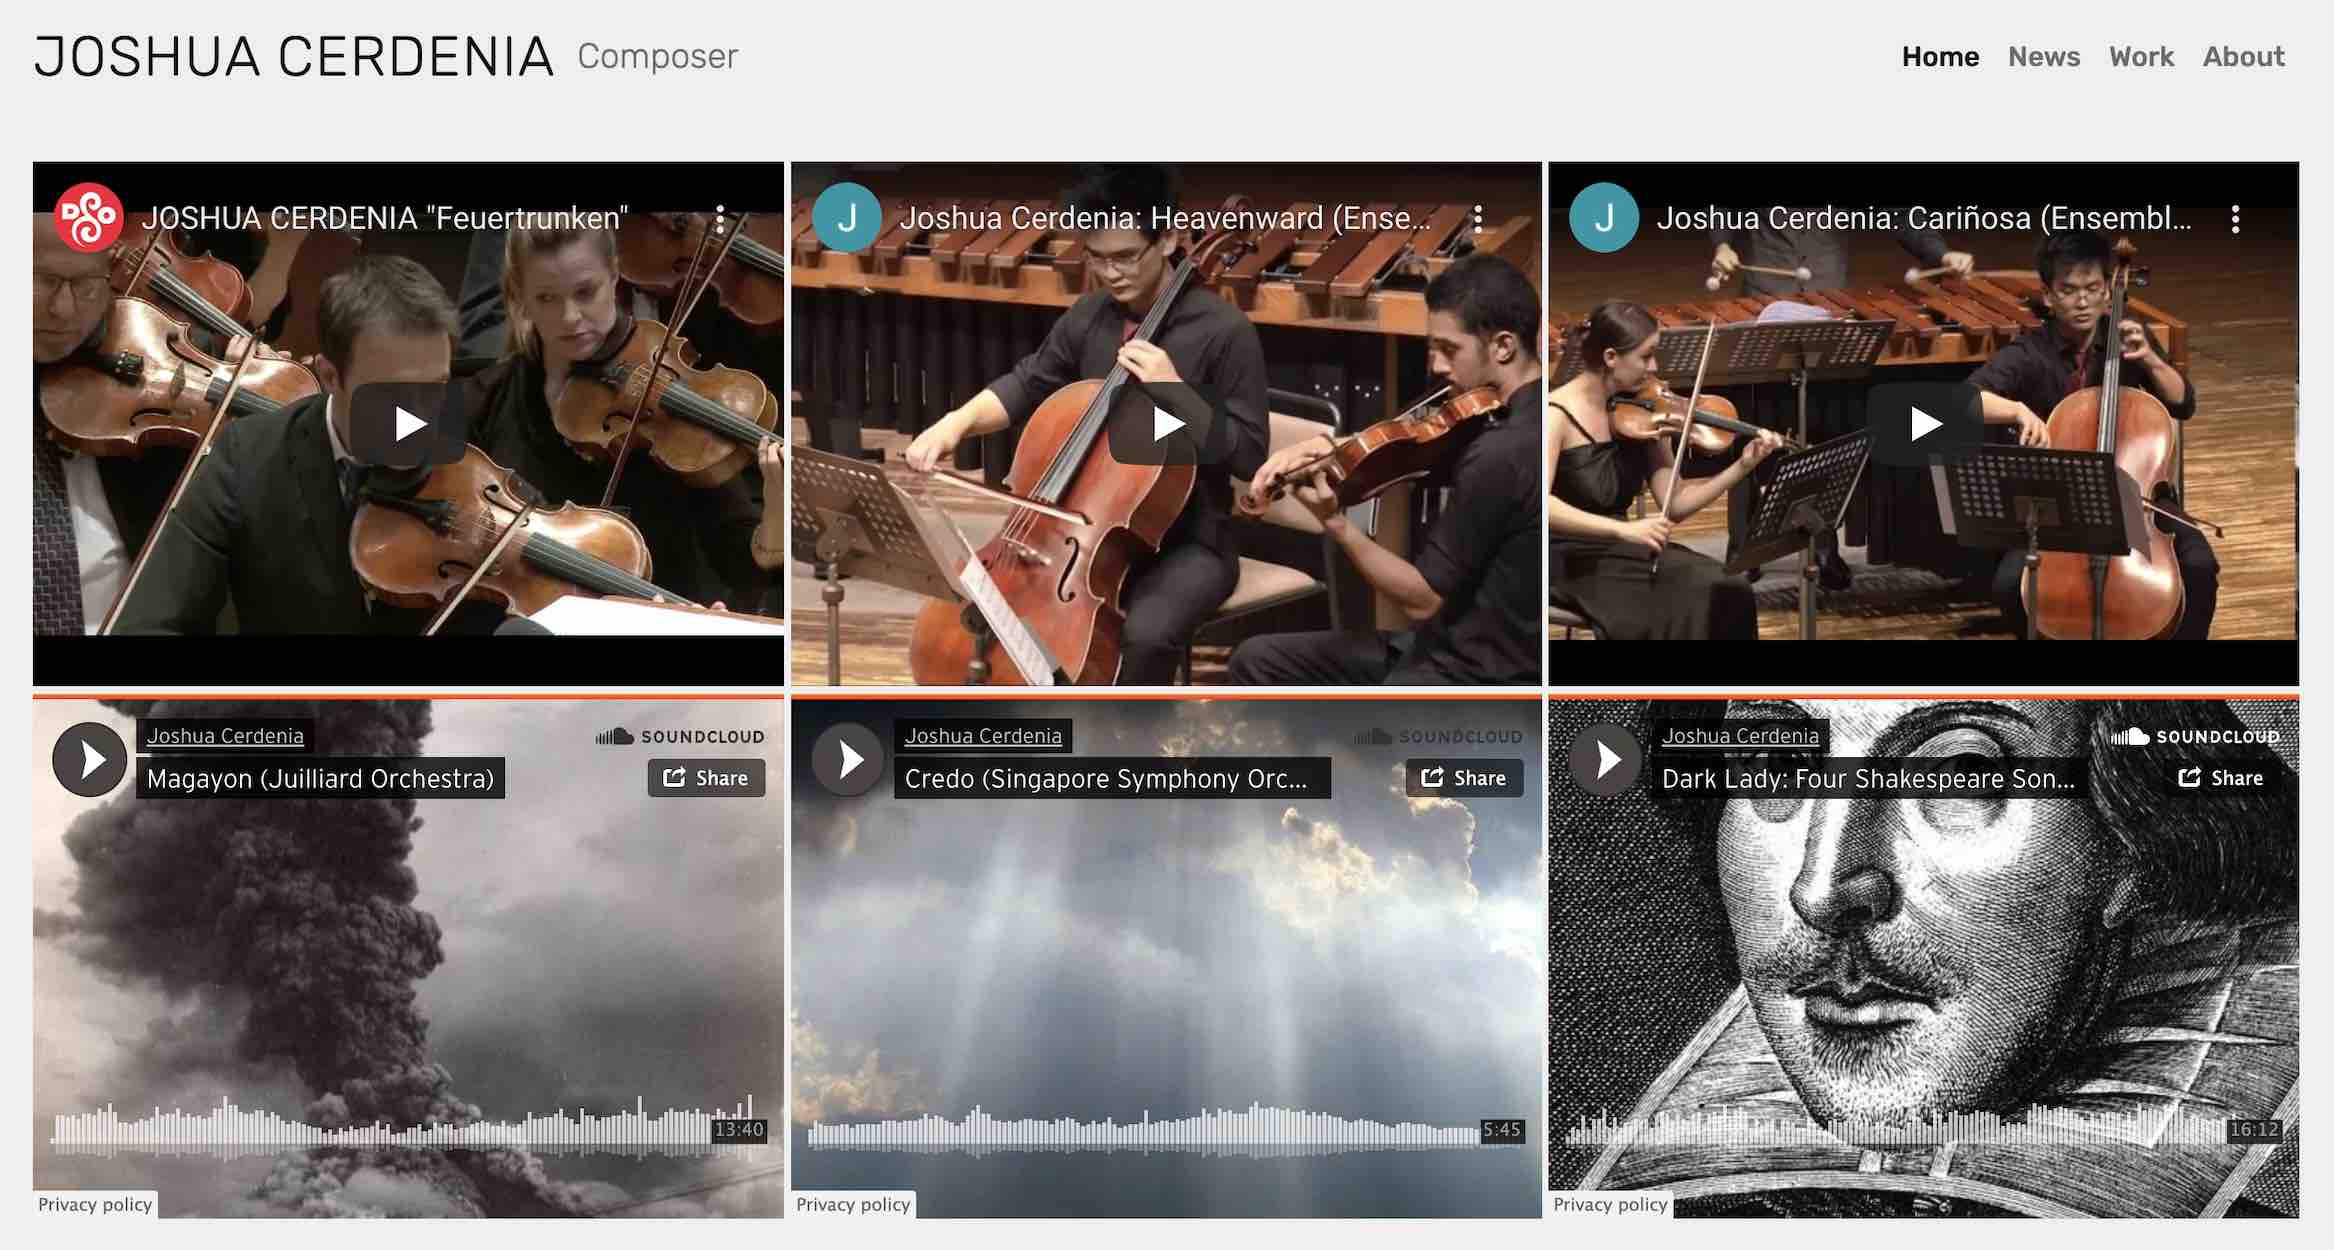 JOSHUA CERDENIA Composer
Home News Work About
DSO JOSHUA CERDENIA "Feuertrunken"
J Joshua Cerdenia: Heavenward (Ense...
J Joshua Cerdenia: Cariñosa (Ensembl...
Joshua Cerdenia
SOUNDCLOUD
Magayon (Juilliard Orchestra)
Share
13:40
Privacy policy
Joshua Cerdenia
SOUNDCLOUD
Credo (Singapore Symphony Orc...
Share
5:45
Privacy policy
Joshua Cerdenia
SOUNDCLOUD
Dark Lady: Four Shakespeare Son...
Share
16:12
Privacy policy